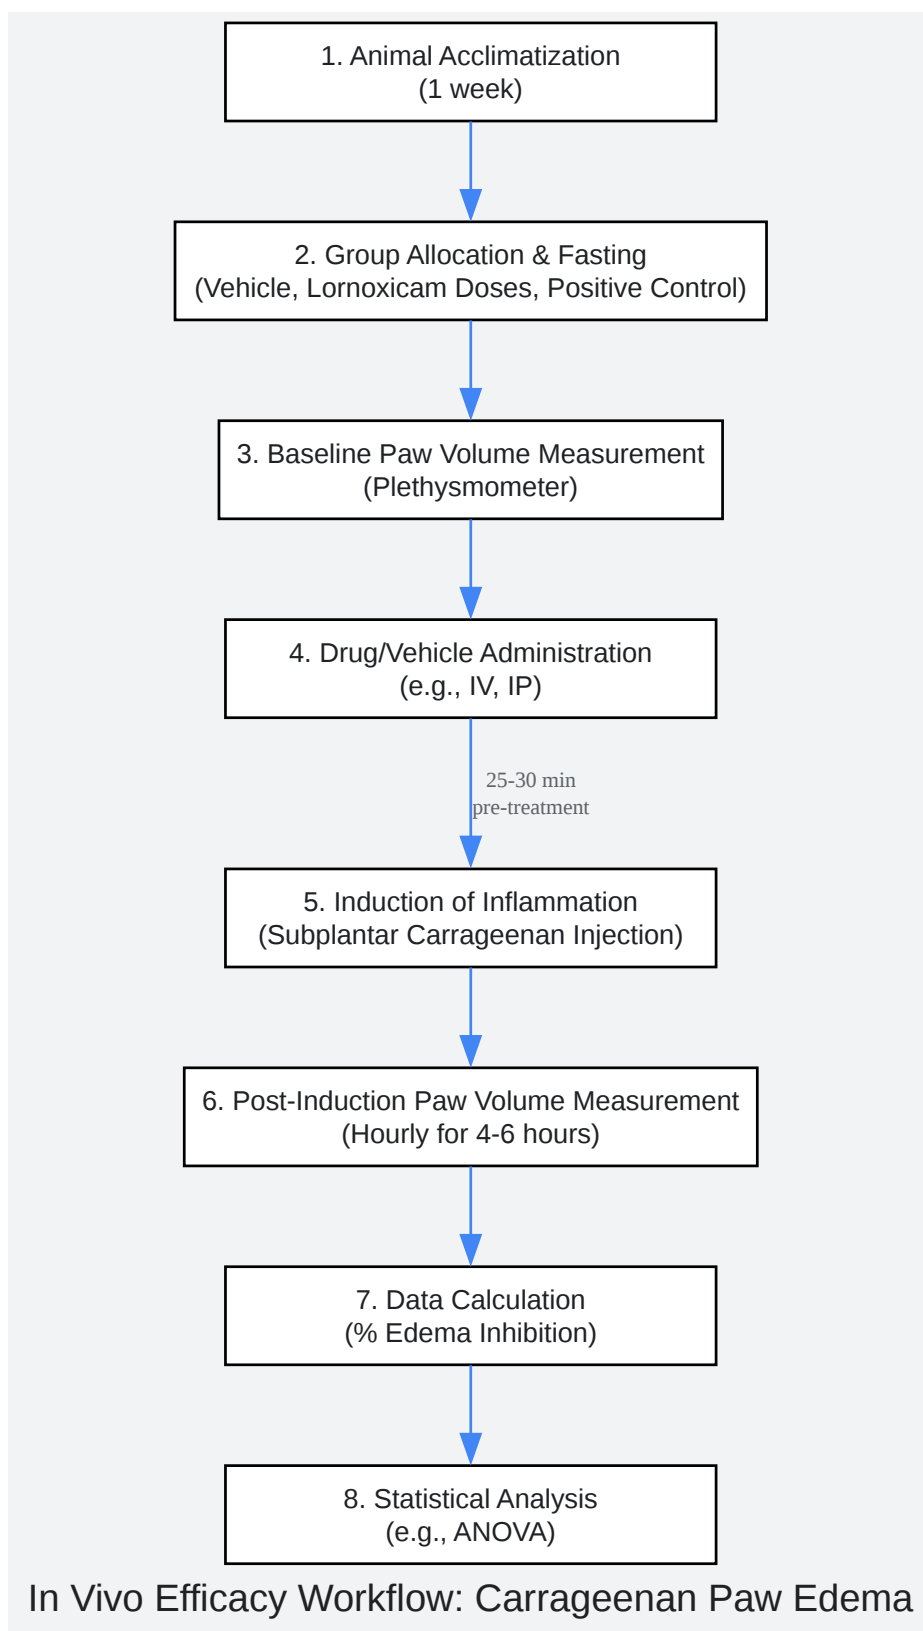 1. Animal Acclimatization
(1 week)
2. Group Allocation & Fasting
(Vehicle, Lornoxicam Doses, Positive Control)
3. Baseline Paw Volume Measurement
(Plethysmometer)
4. Drug/Vehicle Administration
(e.g., IV, IP)
25-30 min
pre-treatment
5. Induction of Inflammation
(Subplantar Carrageenan Injection)
6. Post-Induction Paw Volume Measurement
(Hourly for 4-6 hours)
7. Data Calculation
(% Edema Inhibition)
8. Statistical Analysis
(e.g., ANOVA)
In Vivo Efficacy Workflow: Carrageenan Paw Edema